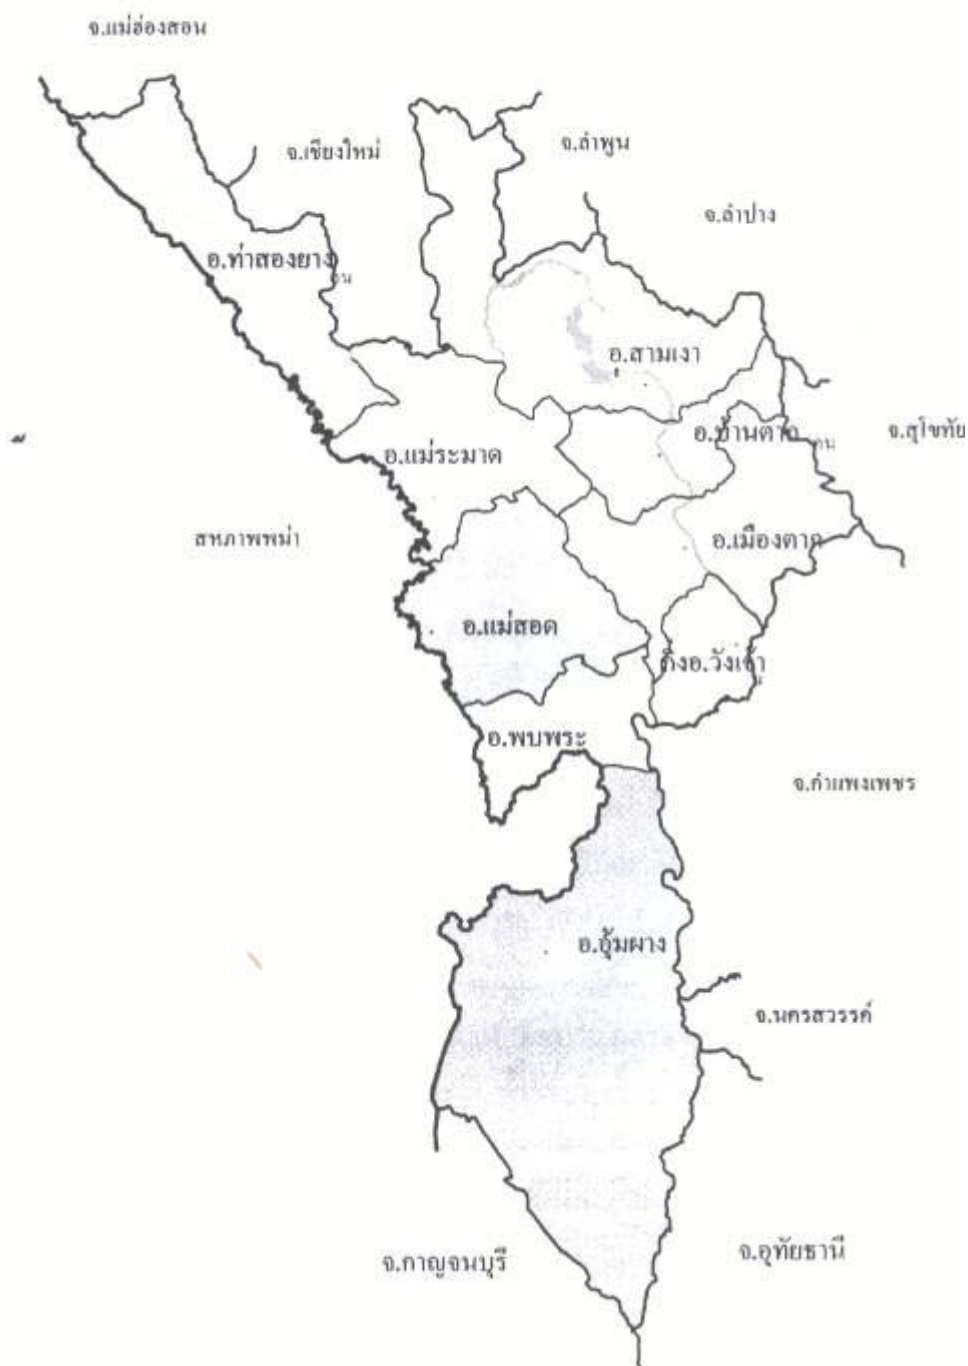 จ.แม่ฮ่องสอน
จ.เชียงใหม่
จ.ลำพูน
จ.ลำปาง
อ.ท่าสองยาง
อ.สามเงา
อ.บ้านตาก
จ.สุโขทัย
อ.แม่ระมาด
สหภาพพม่า
อ.เมืองตาก
อ.แม่สอด
กิ่งอ.วังเจ้า
อ.พบพระ
จ.กำแพงเพชร
อ.อุ้มผาง
จ.นครสวรรค์
จ.กาญจนบุรี
จ.อุทัยธานี